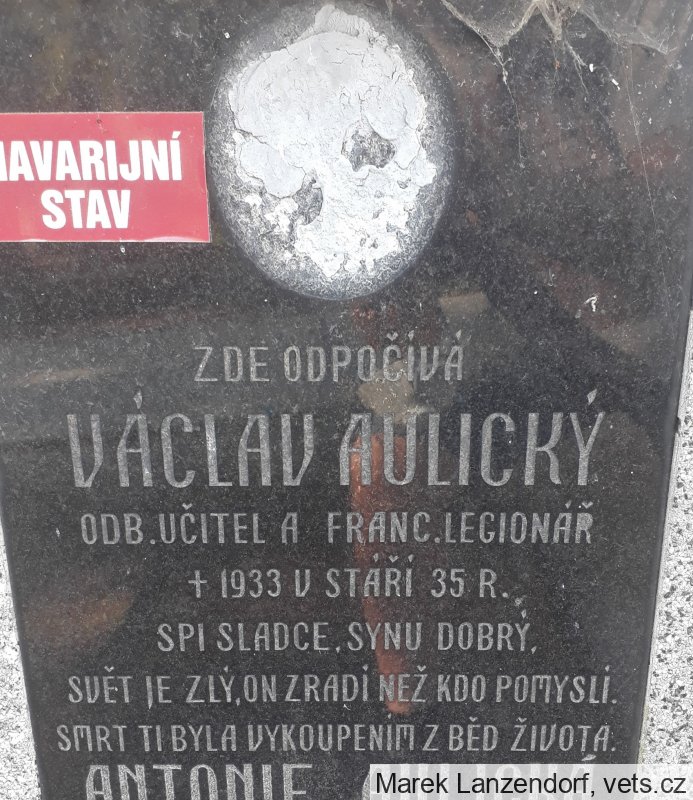 HAVARIJNÍ
STAV
ZDE ODPOČÍVÁ
VÁCLAV AULICKÝ
ODB. UČITEL A FRANC. LEGIONÁŘ
† 1933 V STÁŘÍ 35 R.
SPI SLADCE, SYNU DOBRÝ,
SVĚT JE ZLÝ, ON ZRADÍ NEŽ KDO POMYSLÍ.
SMRT TI BYLA VYKOUPENÍM Z BĚD ŽIVOTA.
ANTONIE
Marek Lanzendorf, vets.cz